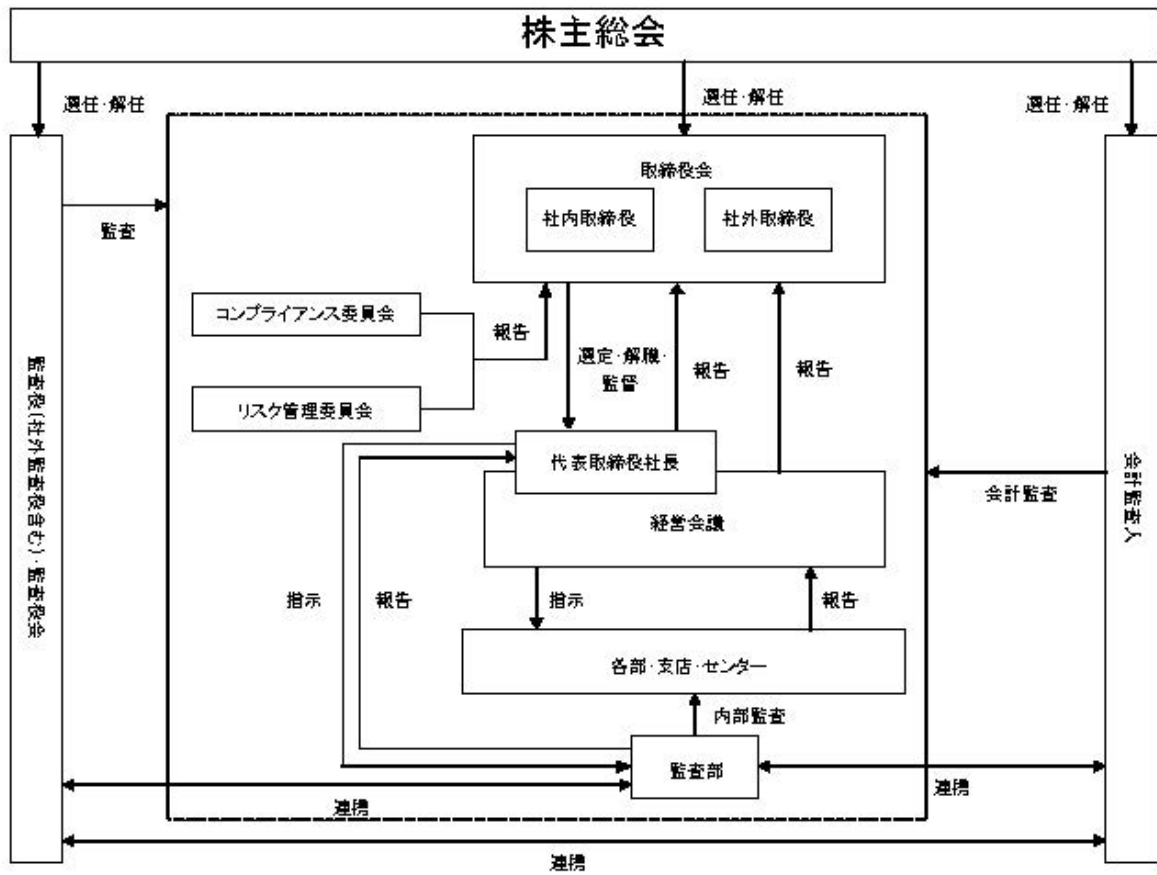 株主総会
選任・解任
選任・解任
選任・解任
取締役会
社内取締役
社外取締役
監査
コンプライアンス委員会
報告
選定・解職・
監督
報告
報告
リスク管理委員会
代表取締役社長
経営会議
会計監査
監査役(社外監査役含む)・監査役会
会計監査人
指示
報告
指示
報告
各部・支店・センター
内部監査
監査部
連携
連携
連携